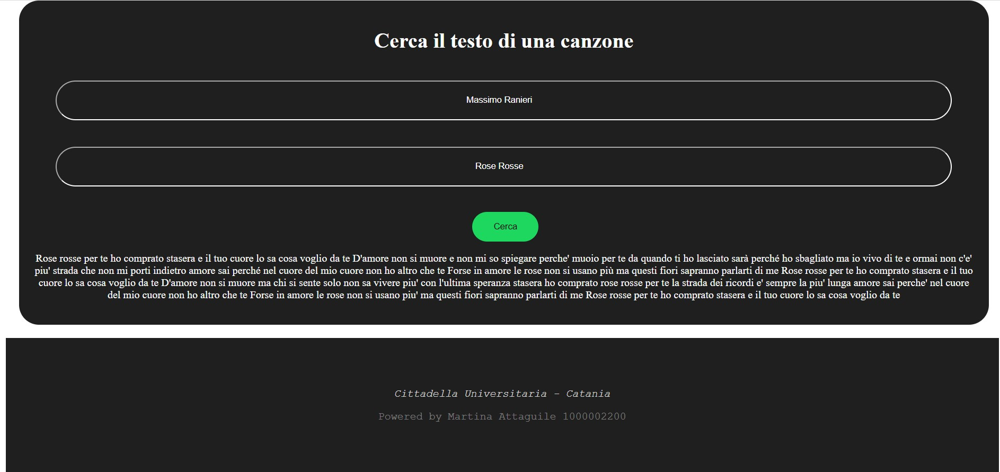 Cerca il testo di una canzone
Massimo Ranieri
Rose Rosse
Cerca
Rose rosse per te ho comprato stasera e il tuo cuore lo sa cosa voglio da te D'amore non si muore e non mi so spiegare perche' muoio per te da quando ti ho lasciato sarà perché ho sbagliato ma io vivo di te e ormai non c'e'
piu' strada che non mi porti indietro amore sai perché nel cuore del mio cuore non ho altro che te Forse in amore le rose non si usano più ma questi fiori sapranno parlarti di me Rose rosse per te ho comprato stasera e il tuo
cuore lo sa cosa voglio da te D'amore non si muore ma chi si sente solo non sa vivere piu' con l'ultima speranza stasera ho comprato rose rosse per te la strada dei ricordi e' sempre la piu' lunga amore sai perche' nel cuore
del mio cuore non ho altro che te Forse in amore le rose non si usano piu' ma questi fiori sapranno parlarti di me Rose rosse per te ho comprato stasera e il tuo cuore lo sa cosa voglio da te
Cittadella Universitaria - Catania
Powered by Martina Attaguile 1000002200